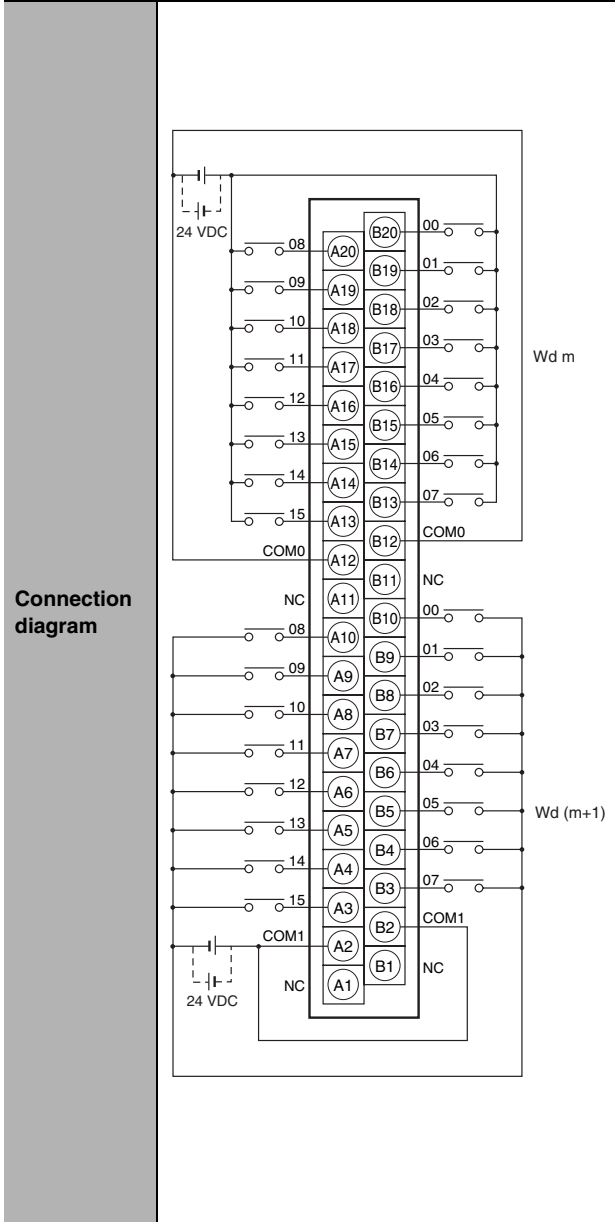 Connection
diagram
24 VDC
08 A20 B20 00
09 A19 B19 01
10 A18 B18 02
11 A17 B17 03
Wd m
12 A16 B16 04
13 A15 B15 05
14 A14 B14 06
15 A13 B13 07
COM0 A12 B12 COM0
NC A11 B11 NC
08 A10 B10 00
09 A9 B9 01
10 A8 B8 02
11 A7 B7 03
12 A6 B6 04
13 A5 B5 05
Wd (m+1)
14 A4 B4 06
15 A3 B3 07
COM1 A2 B2 COM1
NC A1 B1 NC
24 VDC